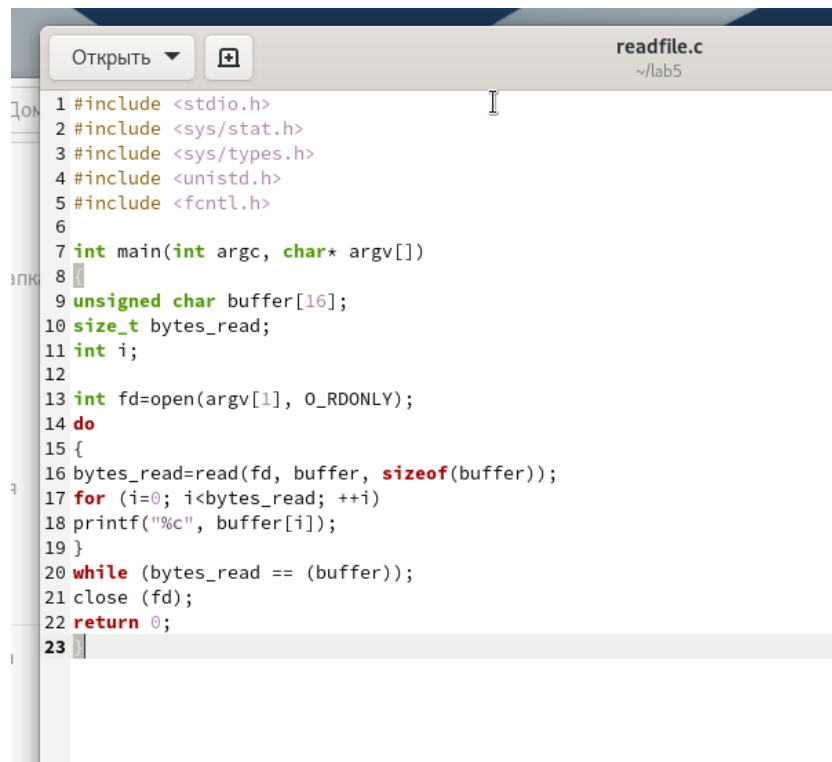 Открыть
readfile.c
~/lab5
1 #include <stdio.h>
2 #include <sys/stat.h>
3 #include <sys/types.h>
4 #include <unistd.h>
5 #include <fcntl.h>
6
7 int main(int argc, char* argv[])
8 {
9 unsigned char buffer[16];
10 size_t bytes_read;
11 int i;
12
13 int fd=open(argv[1], O_RDONLY);
14 do
15 {
16 bytes_read=read(fd, buffer, sizeof(buffer));
17 for (i=0; i<bytes_read; ++i)
18 printf("%c", buffer[i]);
19 }
20 while (bytes_read == (buffer));
21 close (fd);
22 return 0;
23 }